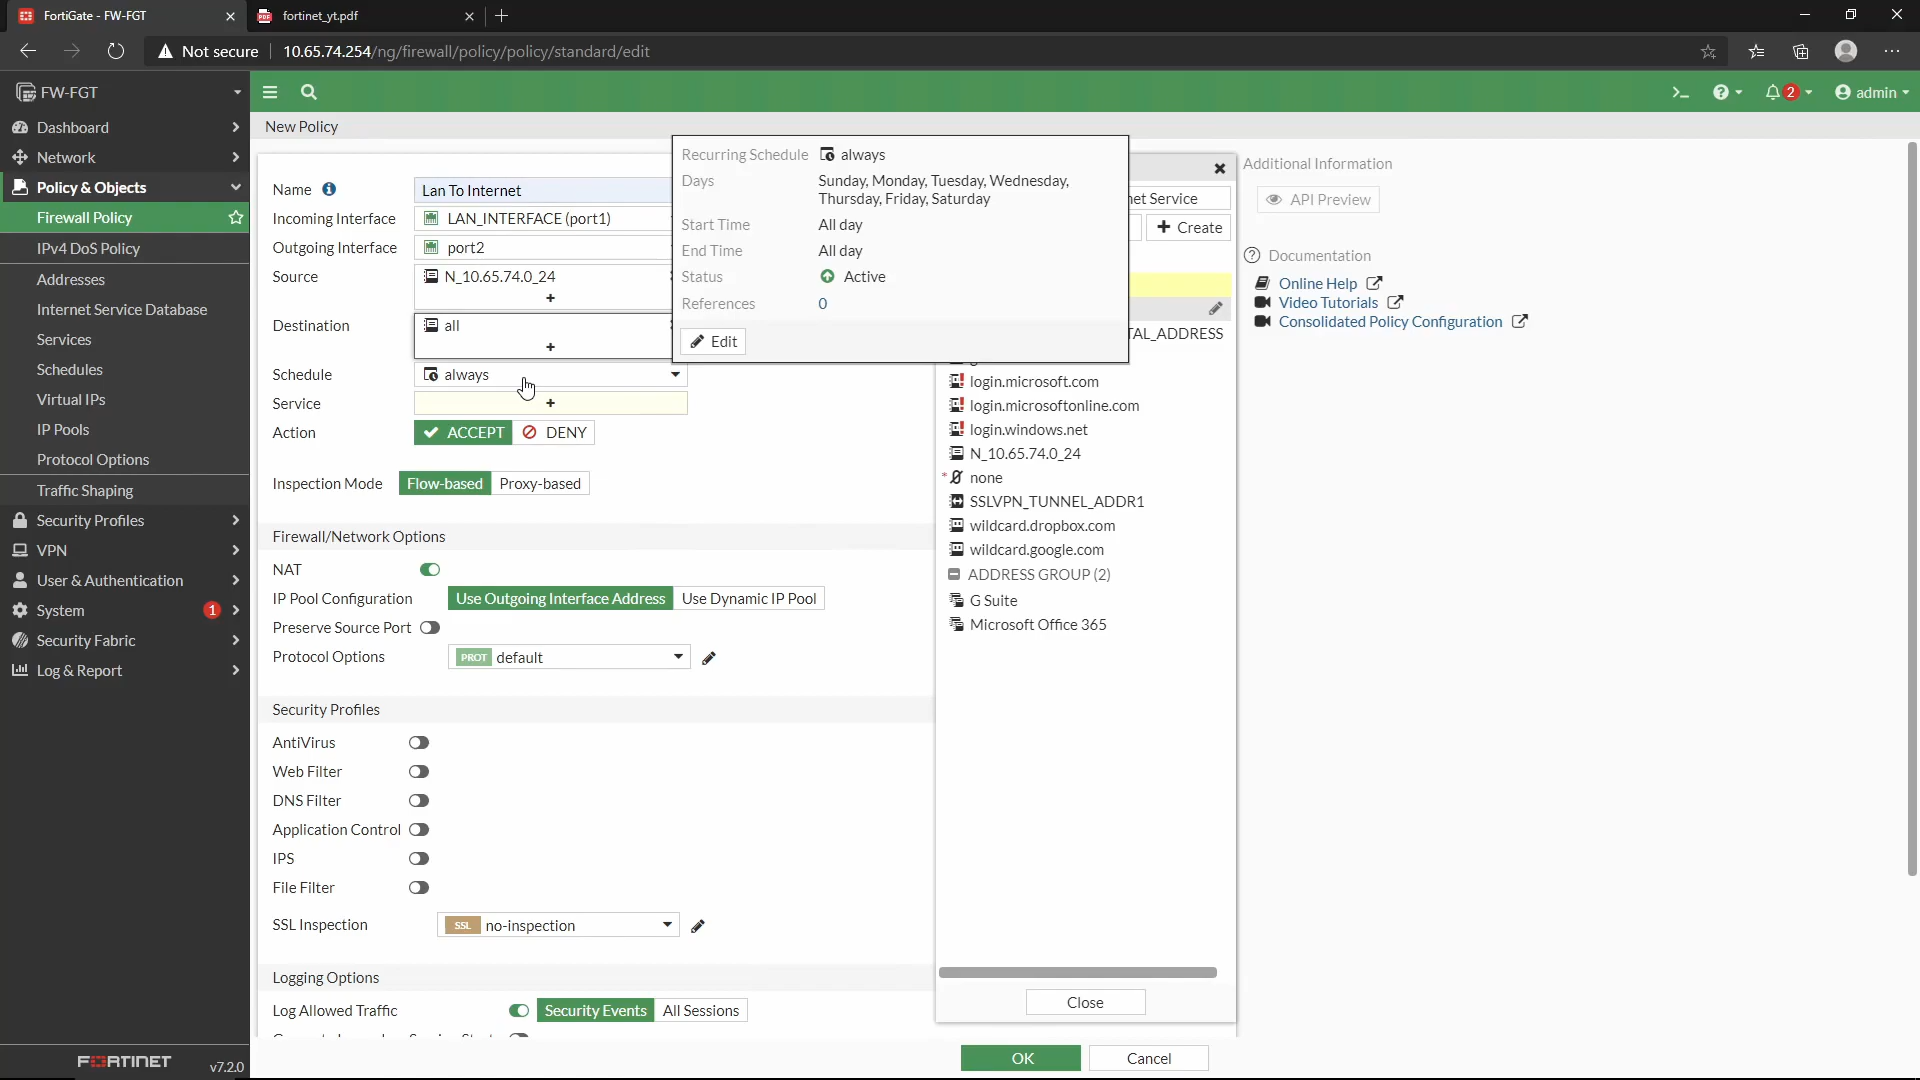 FortiGate - FW-FGT
fortinet_yt.pdf
Not secure
10.65.74.254/ng/firewall/policy/policy/standard/edit
FW-FGT
2
admin
Dashboard
Network
Policy & Objects
Firewall Policy
IPv4 DoS Policy
Addresses
Internet Service Database
Services
Schedules
Virtual IPs
IP Pools
Protocol Options
Traffic Shaping
Security Profiles
VPN
User & Authentication
System
1
Security Fabric
Log & Report
FORTINET
v7.2.0
New Policy
Name
Lan To Internet
Incoming Interface
LAN_INTERFACE (port1)
Outgoing Interface
port2
Source
N_10.65.74.0_24
+
Destination
all
+
Schedule
always
Service
+
Action
ACCEPT
DENY
Inspection Mode
Flow-based
Proxy-based
Firewall/Network Options
NAT
IP Pool Configuration
Use Outgoing Interface Address
Use Dynamic IP Pool
Preserve Source Port
Protocol Options
PROT
default
Security Profiles
AntiVirus
Web Filter
DNS Filter
Application Control
IPS
File Filter
SSL Inspection
SSL
no-inspection
Logging Options
Log Allowed Traffic
Security Events
All Sessions
Recurring Schedule
always
Days
Sunday, Monday, Tuesday, Wednesday,
Thursday, Friday, Saturday
Start Time
All day
End Time
All day
Status
Active
References
0
Edit
net Service
+ Create
TAL_ADDRESS
login.microsoft.com
login.microsoftonline.com
login.windows.net
N_10.65.74.0_24
* none
SSLVPN_TUNNEL_ADDR1
wildcard.dropbox.com
wildcard.google.com
ADDRESS GROUP (2)
G Suite
Microsoft Office 365
Close
OK
Cancel
Additional Information
API Preview
Documentation
Online Help
Video Tutorials
Consolidated Policy Configuration